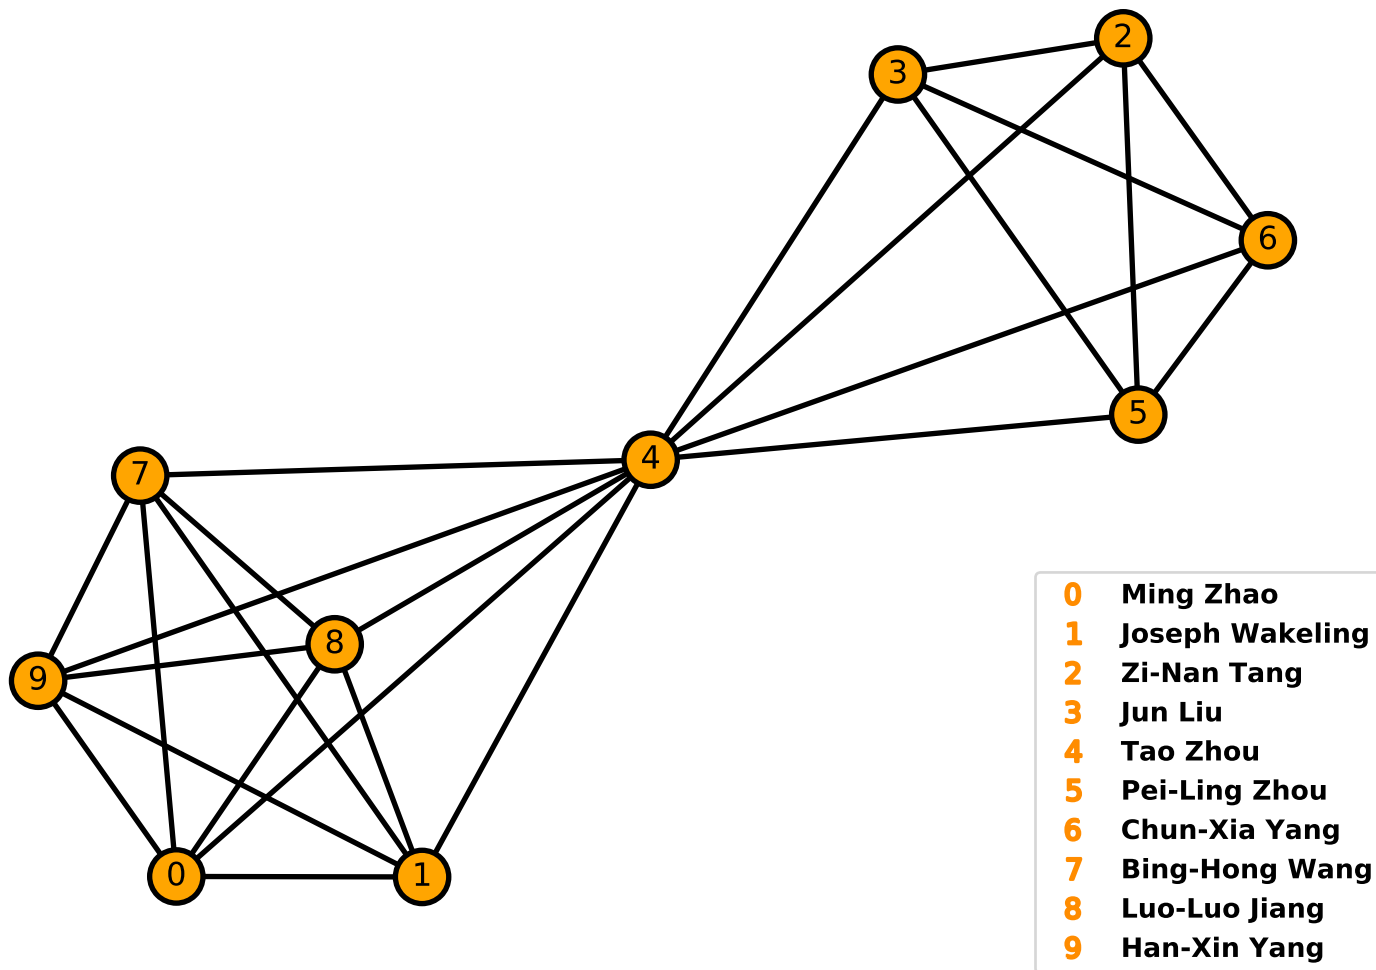 2
3
6
5
4
7
8
9
0
1
0 Ming Zhao
1 Joseph Wakeling
2 Zi-Nan Tang
3 Jun Liu
4 Tao Zhou
5 Pei-Ling Zhou
6 Chun-Xia Yang
7 Bing-Hong Wang
8 Luo-Luo Jiang
9 Han-Xin Yang